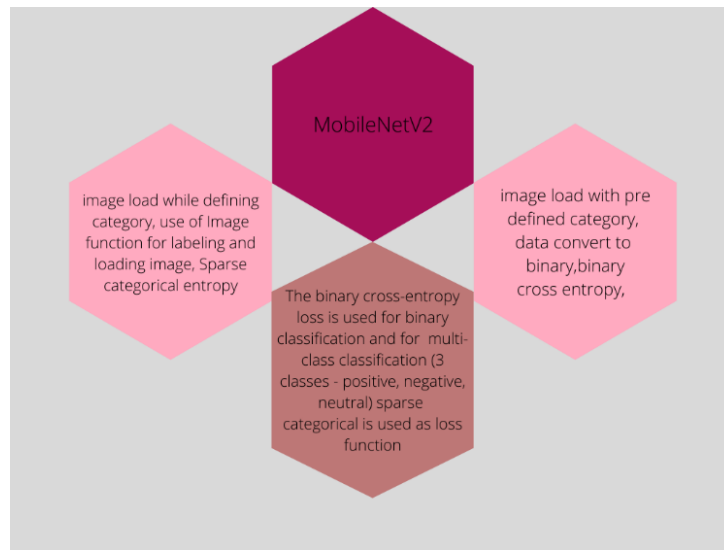 MobileNetV2
image load while defining
category, use of Image
function for labeling and
loading image, Sparse
categorical entropy
image load with pre
defined category,
data convert to
binary,binary
cross entropy,
The binary cross-entropy
loss is used for binary
classification and for multi-
class classification (3
classes - positive, negative,
neutral) sparse
categorical is used as loss
function